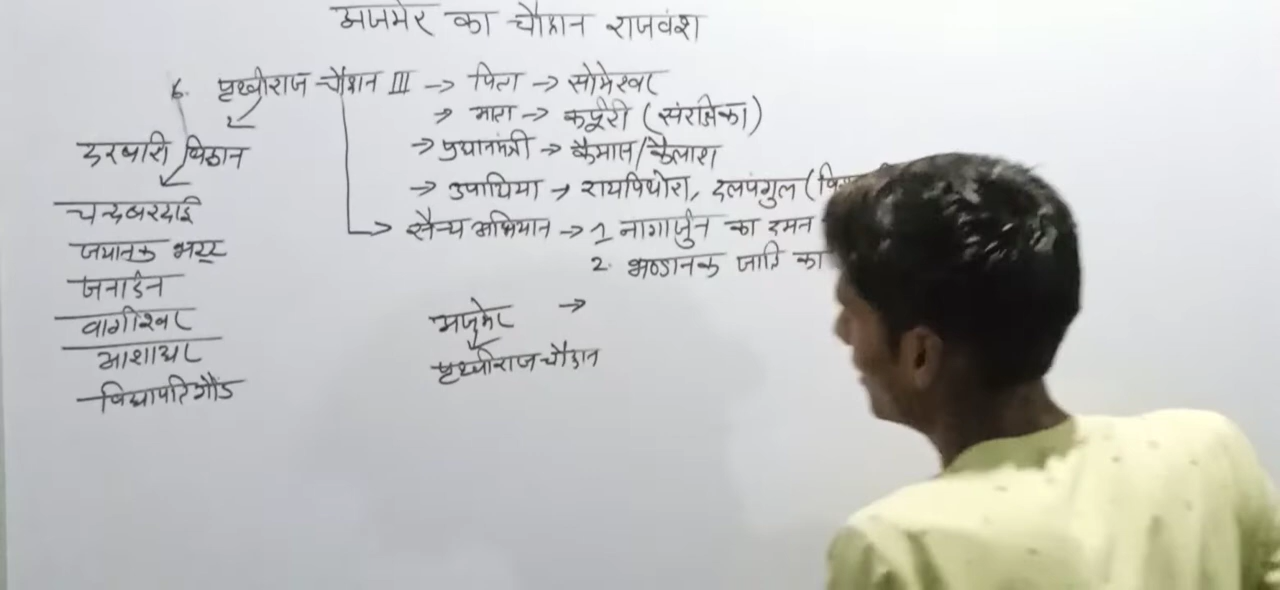 अजमेर का चौहान राजवंश
6. पृथ्वीराज चौहान III → पिता → सोमेश्वर
→ माता → कर्पूरी (संरक्षिका)
दरबारी विद्वान
→ प्रधानमंत्री → कैमास/कैलाश
→ उपाधियां → रायपिथोरा, दलपंगुल (
चन्दबरदाई
सैन्य अभियान → 1 नागार्जुन का दमन
जयानक भट्ट
2. भण्डानक जाति का
जनार्दन
वागीश्वर
अजमेर →
आशाधर
पृथ्वीराज चौहान
विद्यापति गौड